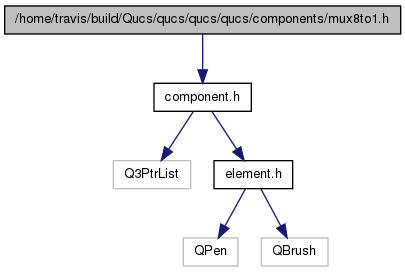 /home/travis/build/Qucs/qucs/qucs/qucs/components/mux8to1.h
component.h
Q3PtrList
element.h
QPen
QBrush